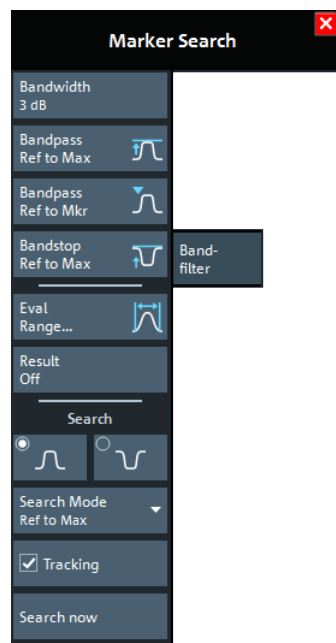 Marker Search
Bandwidth
3 dB
Bandpass
Ref to Max
Bandpass
Ref to Mkr
Bandstop
Ref to Max
Band-
filter
Eval
Range...
Result
Off
Search
Search Mode
Ref to Max
Tracking
Search now